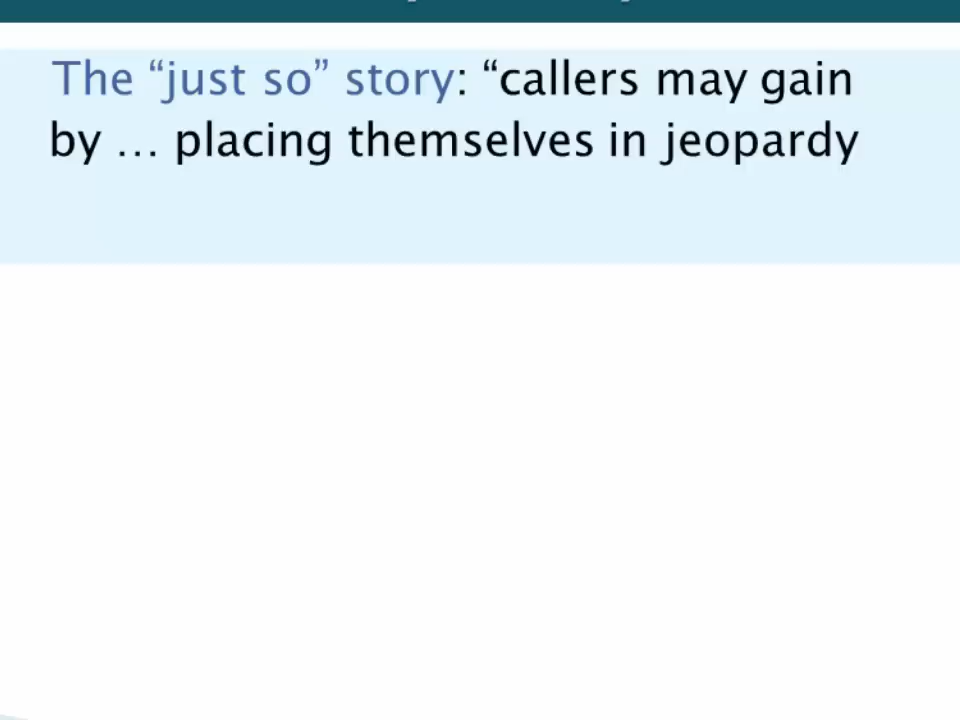 The “just so” story: “callers may gain
by … placing themselves in jeopardy